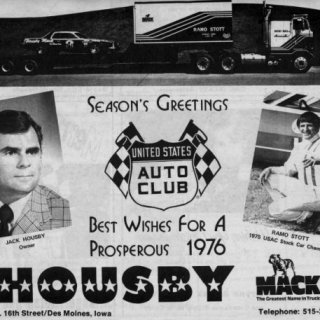 MACK
RAMO STOTT
SEASON'S GREETINGS
UNITED STATES
AUTO
CLUB
BEST WISHES FOR A
PROSPEROUS 1976
JACK HOUSBY
Owner
RAMO STOTT
1975 USAC Stock Car Cham
HOUSBY
MACK
The Greatest Name in Truck
. 16th Street/Des Moines, Iowa
Telephone: 515-